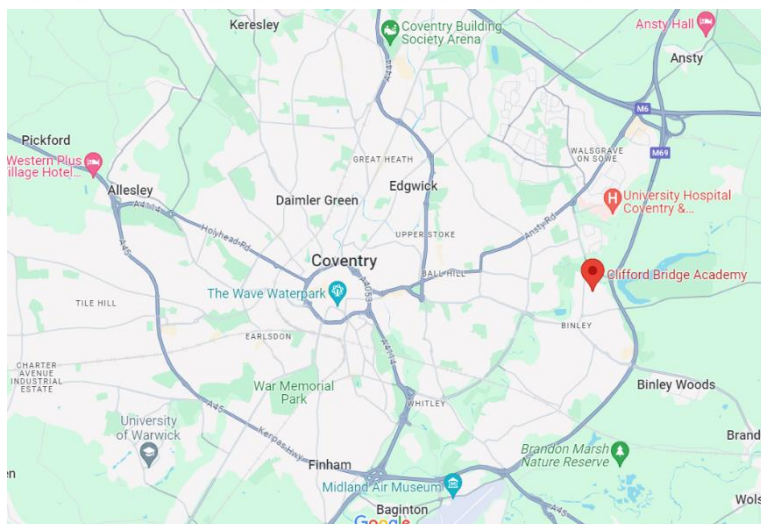 Keresley
Coventry Building
Society Arena
Ansty Hall
Ansty
A444
M6
Pickford
Western Plus
illage Hotel...
Allesley
GREAT HEATH
WALSGRAVE
ON SOWE
M69
Edgwick
Daimler Green
University Hospital
Coventry &...
A4114
Holyhead Rd
UPPER STOKE
Ansty Rd
A45
Coventry
BALL HILL
Clifford Bridge Academy
The Wave Waterpark
A4053
TILE HILL
BINLEY
EARLSDON
A4114
CHARTER
AVENUE
INDUSTRIAL
ESTATE
War Memorial
Park
Binley Woods
WHITLEY
A45
University
of Warwick
Kenpas Hwy
Brandon Marsh
Nature Reserve
Brand
en
Finham
Midland Air Museum
Wols
A45
Baginton
Google